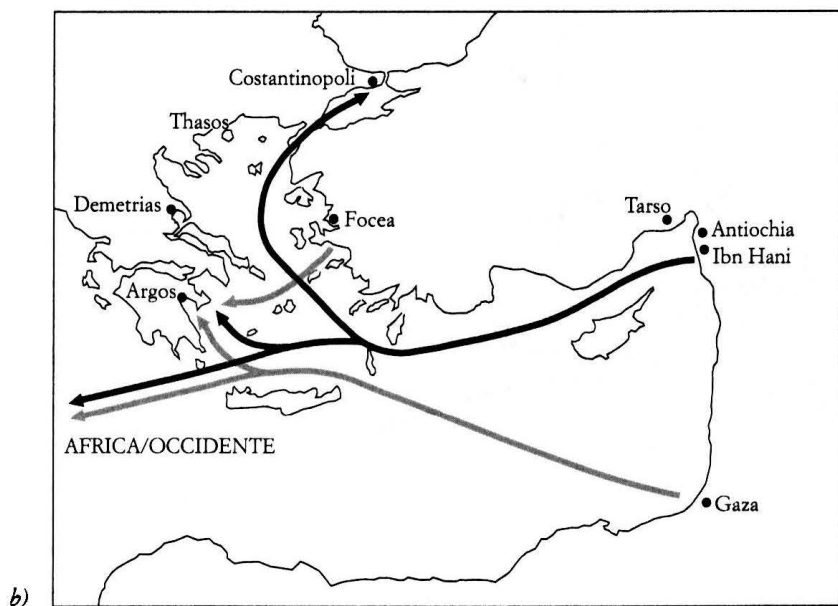 Costantinopoli
Thasos
Demetrias
Focea
Tarso
Antiochia
Ibn Hani
Argos
AFRICA/OCCIDENTE
Gaza
b)